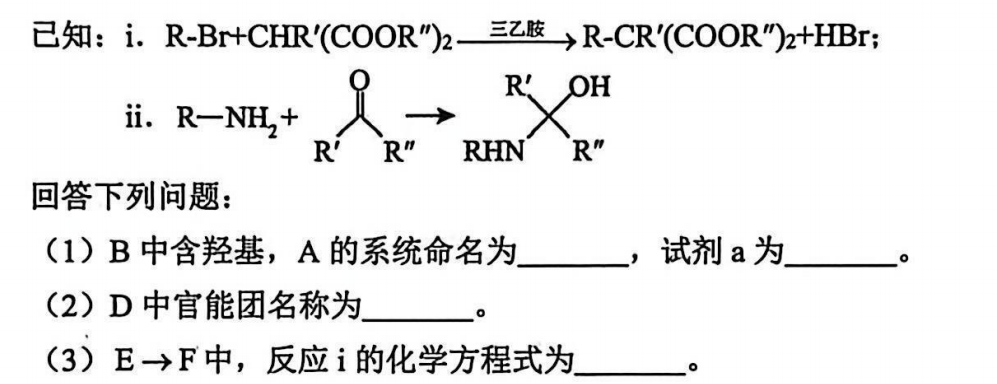 已知：i. R-Br+CHR′(COOR″)₂ 三乙胺→ R-CR′(COOR″)₂+HBr；
ii. R—NH₂+ O R′ R″ → R′ OH RHN R″
回答下列问题：
（1）B 中含羟基，A 的系统命名为______，试剂 a 为______。
（2）D 中官能团名称为______。
（3）E→F 中，反应 i 的化学方程式为______。